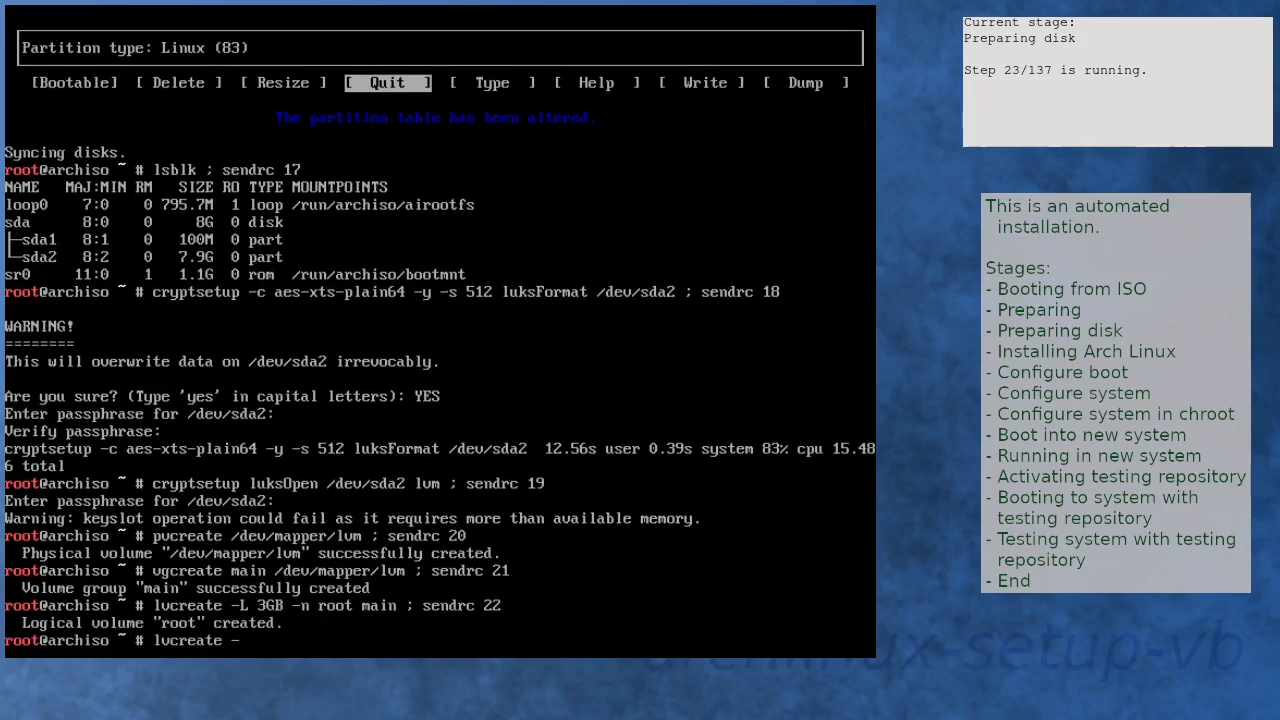 Partition type: Linux (83)
[Bootable] [ Delete ] [ Resize ] [ Quit ] [ Type ] [ Help ] [ Write ] [ Dump ]
The partition table has been altered.
Syncing disks.
root@archiso ~ # lsblk ; sendrc 17
NAME   MAJ:MIN RM   SIZE RO TYPE MOUNTPOINTS
loop0    7:0    0 795.7M  1 loop /run/archiso/airootfs
sda      8:0    0     8G  0 disk
├─sda1   8:1    0   100M  0 part
└─sda2   8:2    0   7.9G  0 part
sr0     11:0    1   1.1G  0 rom  /run/archiso/bootmnt
root@archiso ~ # cryptsetup -c aes-xts-plain64 -y -s 512 luksFormat /dev/sda2 ; sendrc 18
WARNING!
========
This will overwrite data on /dev/sda2 irrevocably.
Are you sure? (Type 'yes' in capital letters): YES
Enter passphrase for /dev/sda2:
Verify passphrase:
cryptsetup -c aes-xts-plain64 -y -s 512 luksFormat /dev/sda2  12.56s user 0.39s system 83% cpu 15.48
6 total
root@archiso ~ # cryptsetup luksOpen /dev/sda2 lvm ; sendrc 19
Enter passphrase for /dev/sda2:
Warning: keyslot operation could fail as it requires more than available memory.
root@archiso ~ # pvcreate /dev/mapper/lvm ; sendrc 20
  Physical volume "/dev/mapper/lvm" successfully created.
root@archiso ~ # vgcreate main /dev/mapper/lvm ; sendrc 21
  Volume group "main" successfully created
root@archiso ~ # lvcreate -L 3GB -n root main ; sendrc 22
  Logical volume "root" created.
root@archiso ~ # lvcreate -
Current stage:
Preparing disk
Step 23/137 is running.
This is an automated
installation.
Stages:
- Booting from ISO
- Preparing
- Preparing disk
- Installing Arch Linux
- Configure boot
- Configure system
- Configure system in chroot
- Boot into new system
- Running in new system
- Activating testing repository
- Booting to system with
testing repository
- Testing system with testing
repository
- End